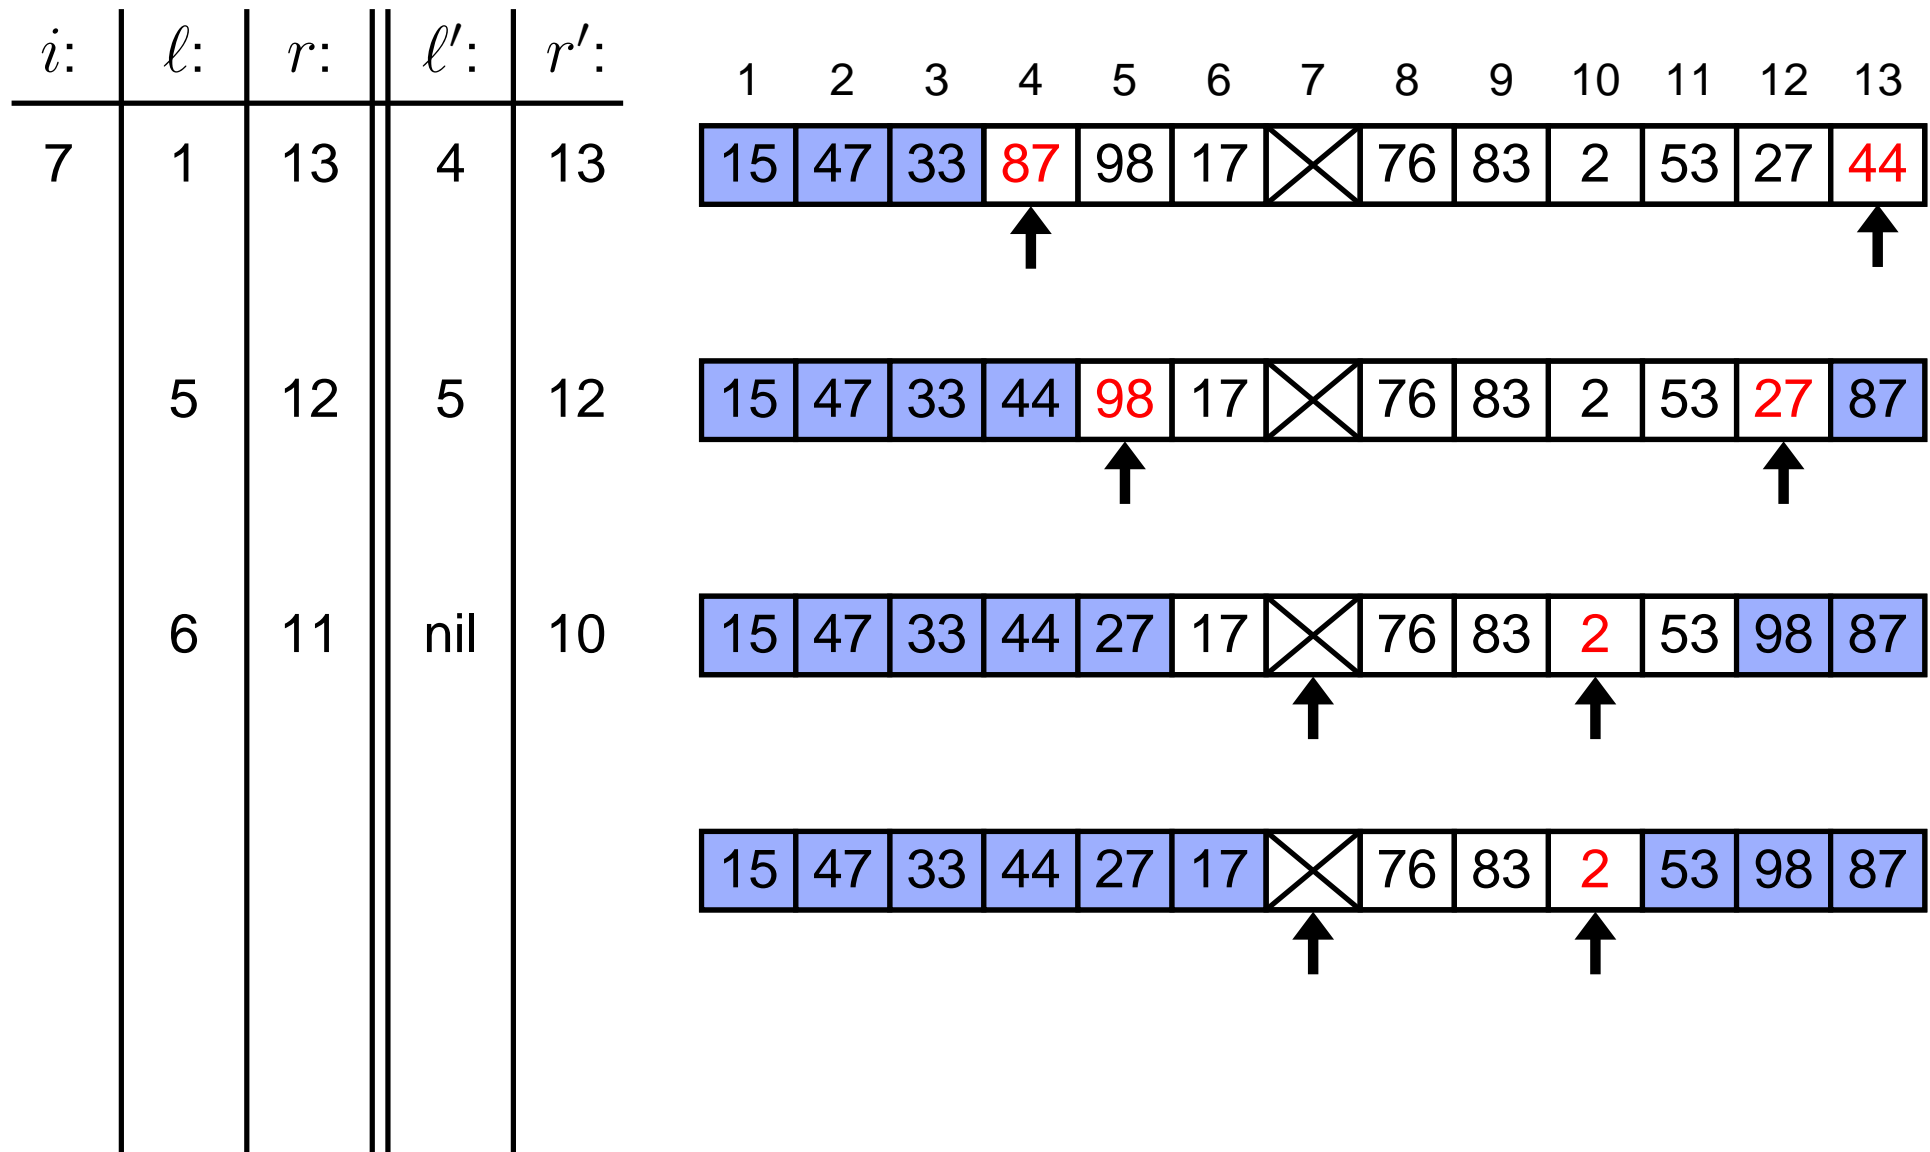 i: ℓ: r: ℓ′: r′:
1 2 3 4 5 6 7 8 9 10 11 12 13
7 1 13 4 13 15 47 33 87 98 17 76 83 2 53 27 44
5 12 5 12 15 47 33 44 98 17 76 83 2 53 27 87
6 11 nil 10 15 47 33 44 27 17 76 83 2 53 98 87
15 47 33 44 27 17 76 83 2 53 98 87